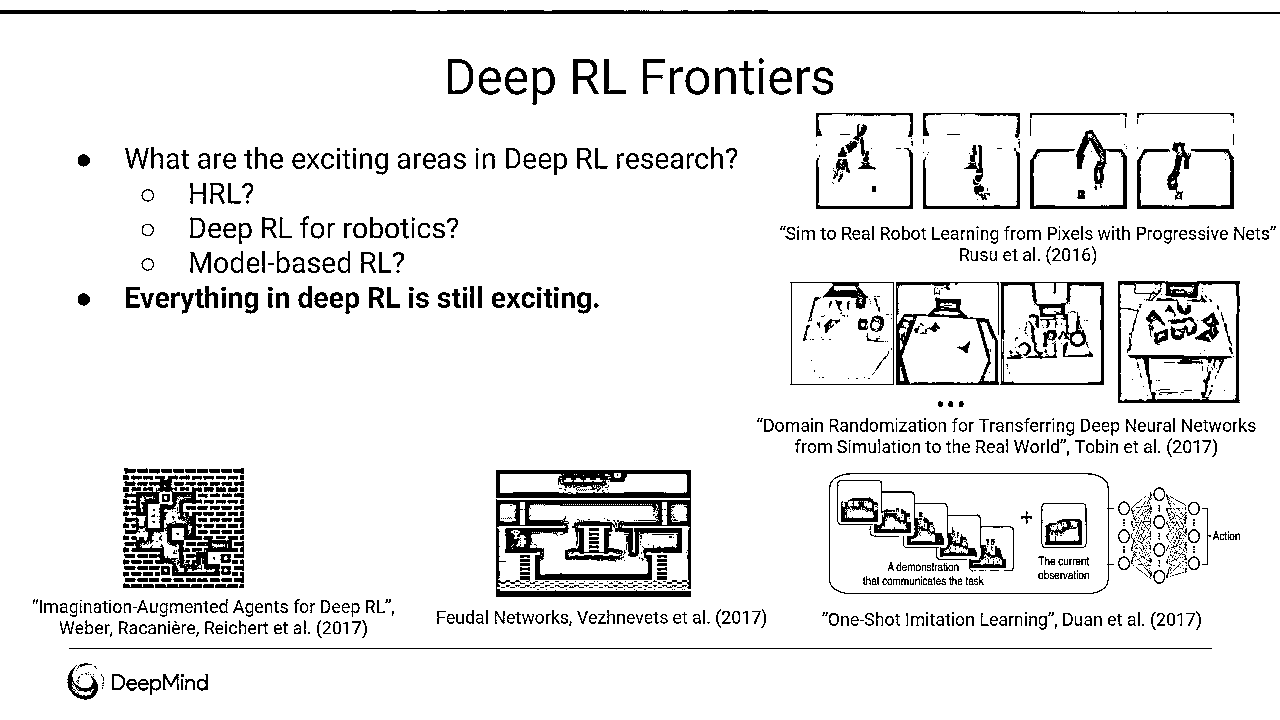 Deep RL Frontiers
● What are the exciting areas in Deep RL research?
○ HRL?
○ Deep RL for robotics?
○ Model-based RL?
● Everything in deep RL is still exciting.
“Sim to Real Robot Learning from Pixels with Progressive Nets”
Rusu et al. (2016)
...
“Domain Randomization for Transferring Deep Neural Networks
from Simulation to the Real World”, Tobin et al. (2017)
“Imagination-Augmented Agents for Deep RL”,
Weber, Racanière, Reichert et al. (2017)
Feudal Networks, Vezhnevets et al. (2017)
A demonstration
that communicates the task
+
The current
observation
Action
“One-Shot Imitation Learning”, Duan et al. (2017)
DeepMind